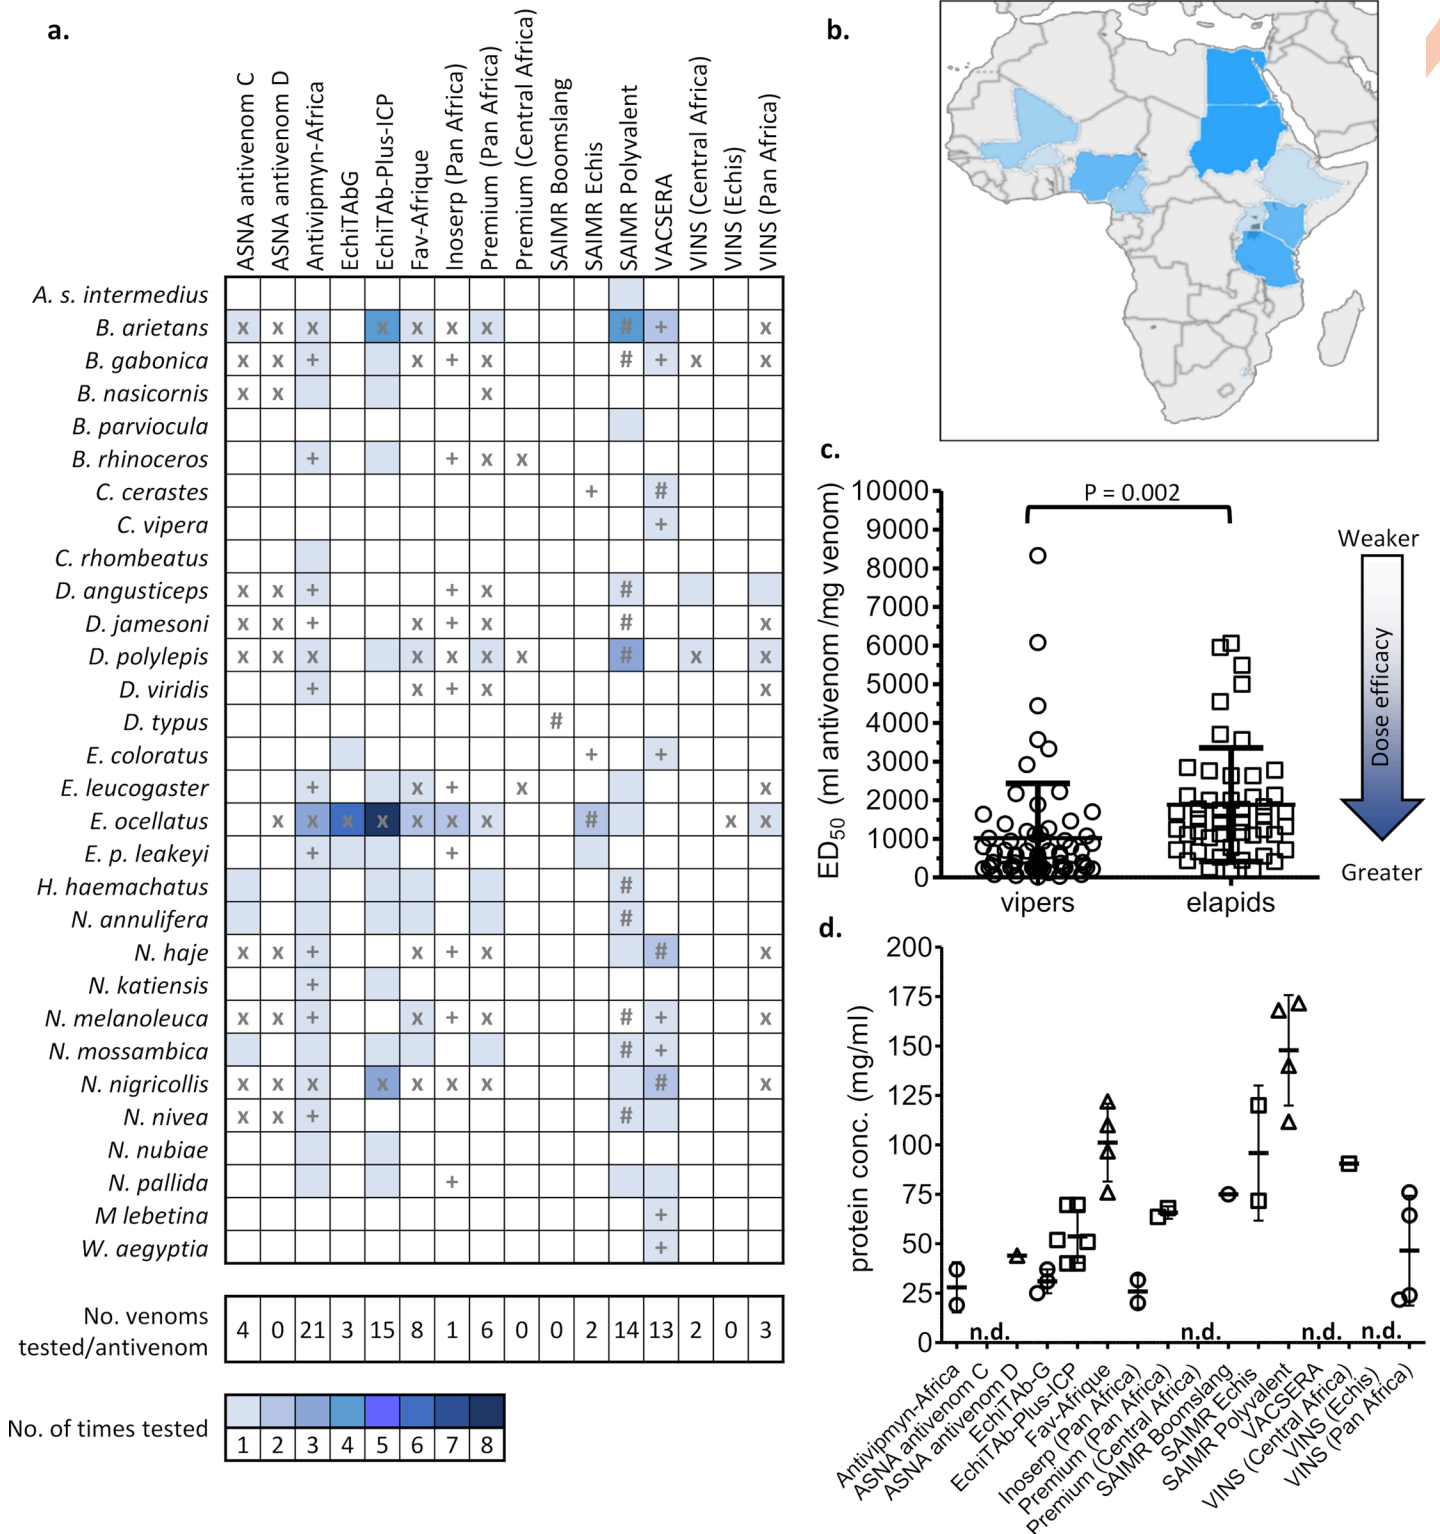 a.
ASNA antivenom C
ASNA antivenom D
Antivipmyn-Africa
EchiTAbG
EchiTAb-Plus-ICP
Fav-Afrique
Inoserp (Pan Africa)
Premium (Pan Africa)
Premium (Central Africa)
SAIMR Boomslang
SAIMR Echis
SAIMR Polyvalent
VACSERA
VINS (Central Africa)
VINS (Echis)
VINS (Pan Africa)
A. s. intermedius
B. arietans x x x x x x x # + x
B. gabonica x x + x + x # + x x
B. nasicornis x x x
B. parviocula
B. rhinoceros + + x x
C. cerastes + #
C. vipera +
C. rhombeatus
D. angusticeps x x + + x #
D. jamesoni x x + x + x # x
D. polylepis x x x x x x x # x x
D. viridis + x + x x
D. typus #
E. coloratus + +
E. leucogaster + x + x x
E. ocellatus x x x x x x x # x x
E. p. leakeyi + +
H. haemachatus #
N. annulifera #
N. haje x x + x + x # x
N. katiensis +
N. melanoleuca x x + x + x # + x
N. mossambica # +
N. nigricollis x x x x x x x # x
N. nivea x x + #
N. nubiae
N. pallida +
M lebetina +
W. aegyptia +
No. venoms
tested/antivenom
4 0 21 3 15 8 1 6 0 0 2 14 13 2 0 3
No. of times tested
1 2 3 4 5 6 7 8
b.
c.
ED50 (ml antivenom /mg venom)
10000
9000
8000
7000
6000
5000
4000
3000
2000
1000
0
P = 0.002
vipers elapids
Weaker
Dose efficacy
Greater
d.
protein conc. (mg/ml)
200
175
150
125
100
75
50
25
0
n.d. n.d. n.d. n.d.
Antivipmyn-Africa
ASNA antivenom C
ASNA antivenom D
EchiTAb-G
EchiTAb-Plus-ICP
Fav-Afrique
Inoserp (Pan Africa)
Premium (Pan Africa)
Premium (Central Africa)
SAIMR Boomslang
SAIMR Echis
SAIMR Polyvalent
VACSERA
VINS (Central Africa)
VINS (Echis)
VINS (Pan Africa)